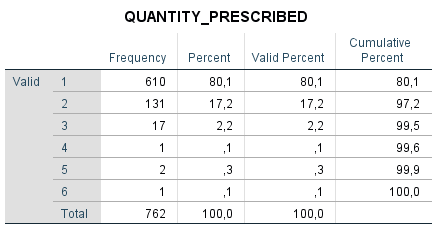 QUANTITY_PRESCRIBED
Frequency Percent Valid Percent Cumulative Percent
Valid 1 610 80,1 80,1 80,1
2 131 17,2 17,2 97,2
3 17 2,2 2,2 99,5
4 1 ,1 ,1 99,6
5 2 ,3 ,3 99,9
6 1 ,1 ,1 100,0
Total 762 100,0 100,0